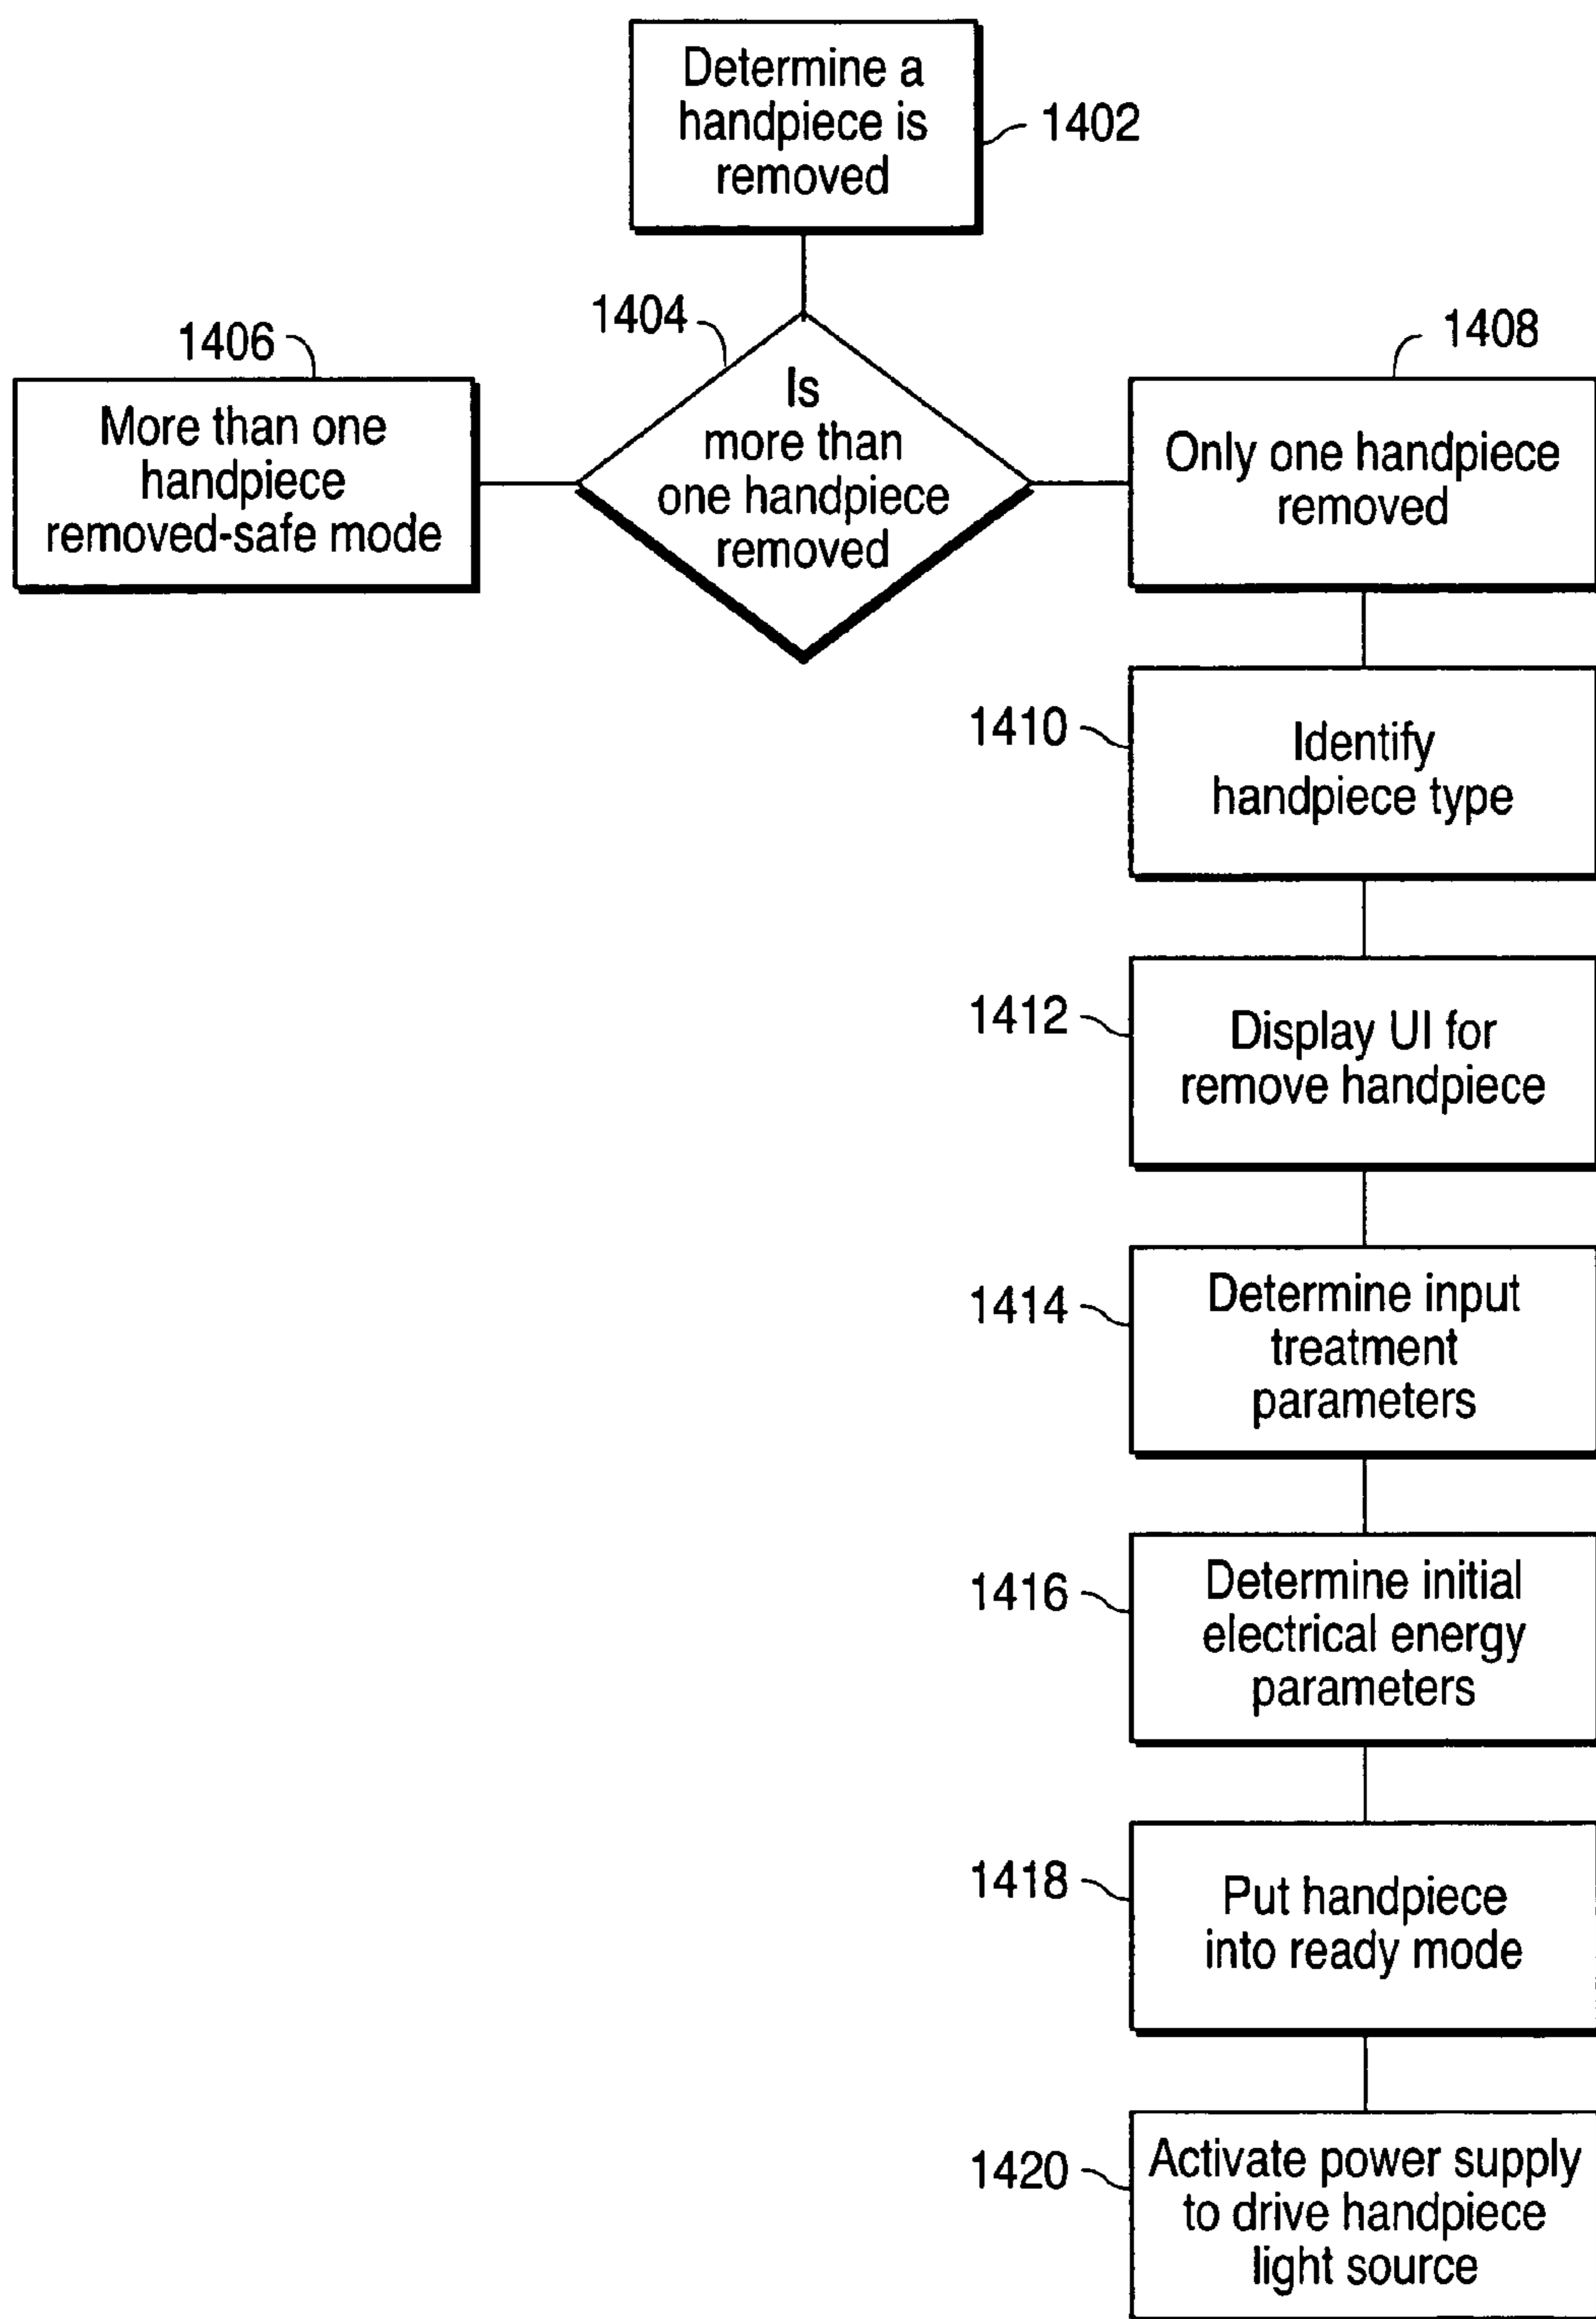 Determine a
handpiece is
removed
1402
1404
Is
more than
one handpiece
removed
1406
More than one
handpiece
removed-safe mode
1408
Only one handpiece
removed
1410
Identify
handpiece type
1412
Display UI for
remove handpiece
1414
Determine input
treatment
parameters
1416
Determine initial
electrical energy
parameters
1418
Put handpiece
into ready mode
1420
Activate power supply
to drive handpiece
light source